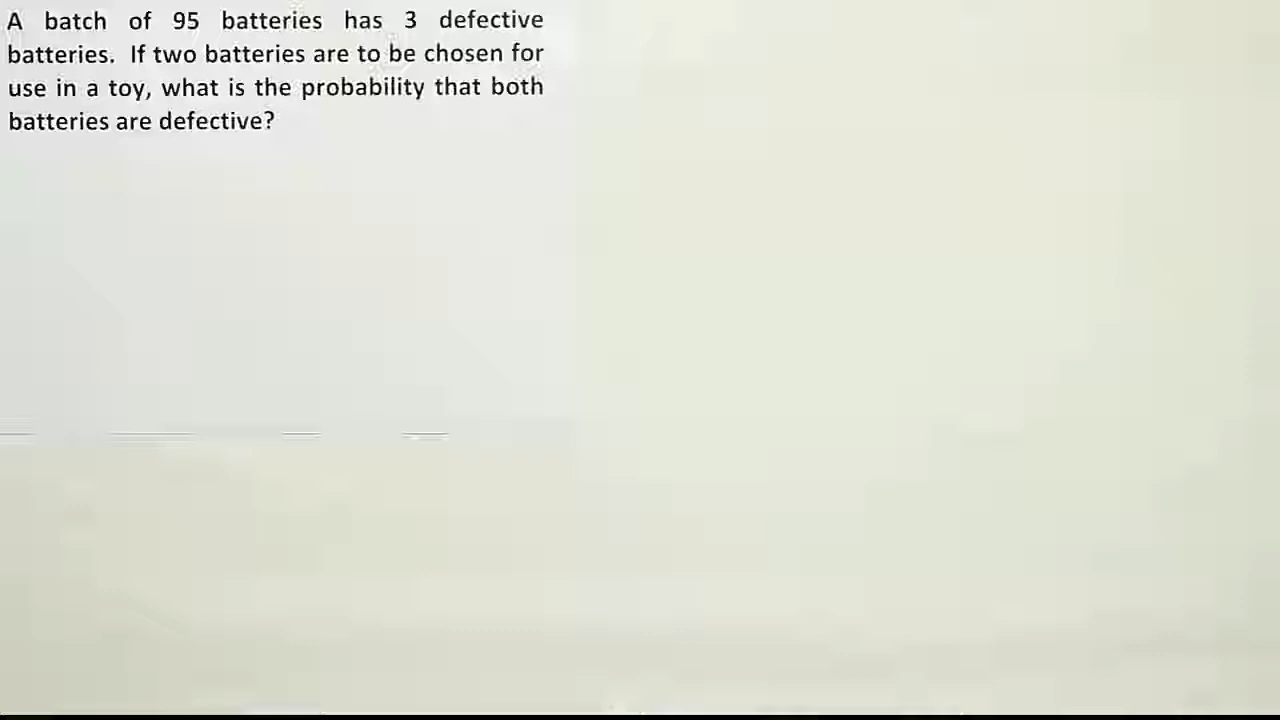 A batch of 95 batteries has 3 defective
batteries. If two batteries are to be chosen for
use in a toy, what is the probability that both
batteries are defective?